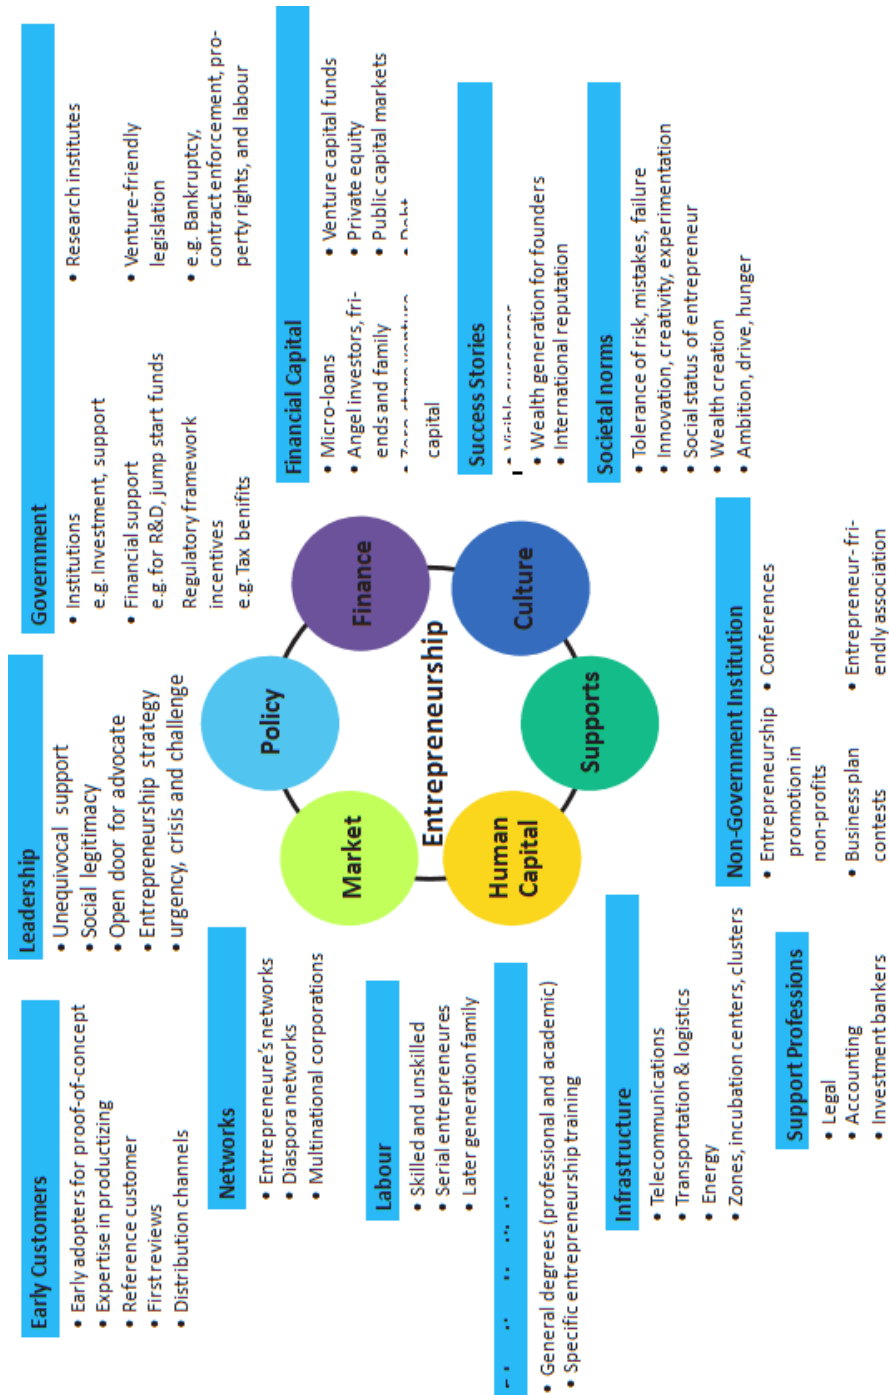 Early Customers
• Early adopters for proof-of-concept
• Expertise in productizing
• Reference customer
• First reviews
• Distribution channels
Leadership
• Unequivocal support
• Social legitimacy
• Open door for advocate
• Entrepreneurship strategy
• urgency, crisis and challenge
Government
• Institutions
e.g. Investment, support
• Financial support
e.g. for R&D, jump start funds
Regulatory framework
incentives
e.g. Tax benifits
• Research institutes
• Venture-friendly
legislation
• e.g. Bankruptcy,
contract enforcement, pro-
perty rights, and labour
Networks
• Entrepreneure's networks
• Diaspora networks
• Multinational corporations
Labour
• Skilled and unskilled
• Serial entrepreneures
• Later generation family
• General degrees (professional and academic)
• Specific entrepreneurship training
Policy
Market
Finance
Entrepreneurship
Human
Capital
Culture
Supports
Financial Capital
• Micro-loans
• Angel investors, fri-
ends and family
capital
• Venture capital funds
• Private equity
• Public capital markets
• Debt
Success Stories
• Visible successes
• Wealth generation for founders
• International reputation
Societal norms
• Tolerance of risk, mistakes, failure
• Innovation, creativity, experimentation
• Social status of entrepreneur
• Wealth creation
• Ambition, drive, hunger
Infrastructure
• Telecommunications
• Transportation & logistics
• Energy
• Zones, incubation centers, clusters
Support Professions
• Legal
• Accounting
• Investment bankers
Non-Government Institution
• Entrepreneurship
promotion in
non-profits
• Business plan
contests
• Conferences
• Entrepreneur-fri-
endly association